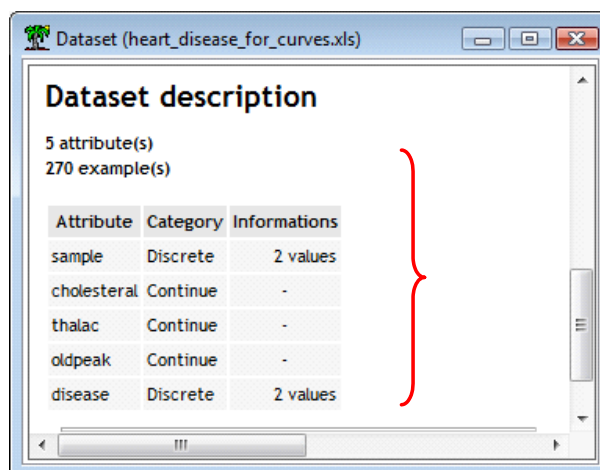 Dataset (heart_disease_for_curves.xls)
Dataset description
5 attribute(s)
270 example(s)
Attribute Category Informations
sample Discrete 2 values
cholesteral Continue -
thalac Continue -
oldpeak Continue -
disease Discrete 2 values